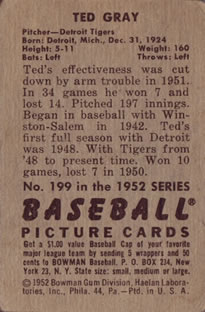 TED GRAY
Pitcher—Detroit Tigers
Born: Detroit, Mich., Dec. 31, 1924
Height: 5-11 Weight: 160
Bats: Left Throws: Left
Ted's effectiveness was cut
down by arm trouble in 1951.
In 34 games he won 7 and
lost 14. Pitched 197 innings.
Began in baseball with Win-
ston-Salem in 1942. Ted's
first full season with Detroit
was 1948. With Tigers from
'48 to present time. Won 10
games, lost 7 in 1950.
No. 199 in the 1952 SERIES
BASEBALL®
PICTURE CARDS
Get a $1.00 value Baseball Cap of your favorite
major league team by sending 5 wrappers and 50
cents to BOWMAN Baseball, P. O. BOX 234, New
York 23, N. Y. State size: small, medium or large.
©1952 Bowman Gum Division, Haelan Labora-
tories, Inc., Phila. 44, Pa.—Ptd. in U. S. A.